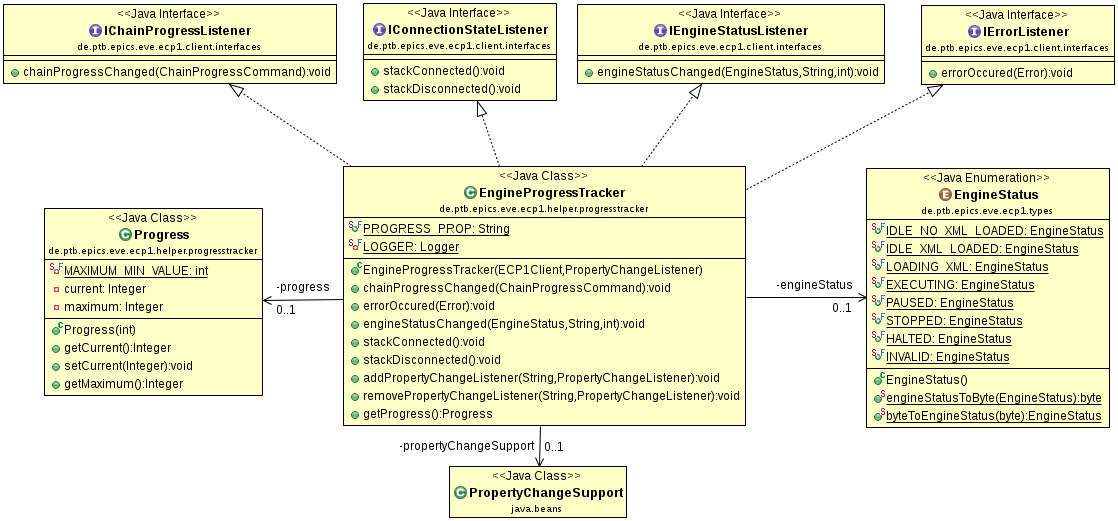 <<Java Interface>>
IChainProgressListener
de.ptb.epics.eve.ecp1.client.interfaces
chainProgressChanged(ChainProgressCommand):void
<<Java Interface>>
IConnectionStateListener
de.ptb.epics.eve.ecp1.client.interfaces
stackConnected():void
stackDisconnected():void
<<Java Interface>>
IEngineStatusListener
de.ptb.epics.eve.ecp1.client.interfaces
engineStatusChanged(EngineStatus,String,int):void
<<Java Interface>>
IErrorListener
de.ptb.epics.eve.ecp1.client.interfaces
errorOccured(Error):void
<<Java Class>>
Progress
de.ptb.epics.eve.ecp1.helper.progresstracker
MAXIMUM_MIN_VALUE: int
current: Integer
maximum: Integer
Progress(int)
getCurrent():Integer
setCurrent(Integer):void
getMaximum():Integer
-progress
0..1
<<Java Class>>
EngineProgressTracker
de.ptb.epics.eve.ecp1.helper.progresstracker
PROGRESS_PROP: String
LOGGER: Logger
EngineProgressTracker(ECP1Client,PropertyChangeListener)
chainProgressChanged(ChainProgressCommand):void
errorOccured(Error):void
engineStatusChanged(EngineStatus,String,int):void
stackConnected():void
stackDisconnected():void
addPropertyChangeListener(String,PropertyChangeListener):void
removePropertyChangeListener(String,PropertyChangeListener):void
getProgress():Progress
-engineStatus
0..1
<<Java Enumeration>>
EngineStatus
de.ptb.epics.eve.ecp1.types
IDLE_NO_XML_LOADED: EngineStatus
IDLE_XML_LOADED: EngineStatus
LOADING_XML: EngineStatus
EXECUTING: EngineStatus
PAUSED: EngineStatus
STOPPED: EngineStatus
HALTED: EngineStatus
INVALID: EngineStatus
EngineStatus()
engineStatusToByte(EngineStatus):byte
byteToEngineStatus(byte):EngineStatus
-propertyChangeSupport
0..1
<<Java Class>>
PropertyChangeSupport
java.beans